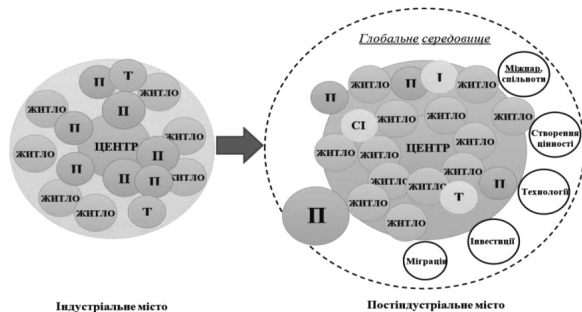 П
Т
ЖИТЛО
ЖИТЛО
П
П
ЖИТЛО
ЦЕНТР
ЖИТЛО
П
П
П
П
ЖИТЛО
ЖИТЛО
ЖИТЛО
Т
Індустріальне місто
Глобальне середовище
ЖИТЛО
П
І
ЖИТЛО
П
ЖИТЛО
ЖИТЛО
ЖИТЛО
СІ
ЖИТЛО
ЖИТЛО
ЦЕНТР
ЖИТЛО
ЖИТЛО
ЖИТЛО
П
ЖИТЛО
ЖИТЛО
Т
П
ЖИТЛО
Міжнар.
спільноти
Створення
цінності
Технології
Інвестиції
Міграція
Постіндустріальне місто